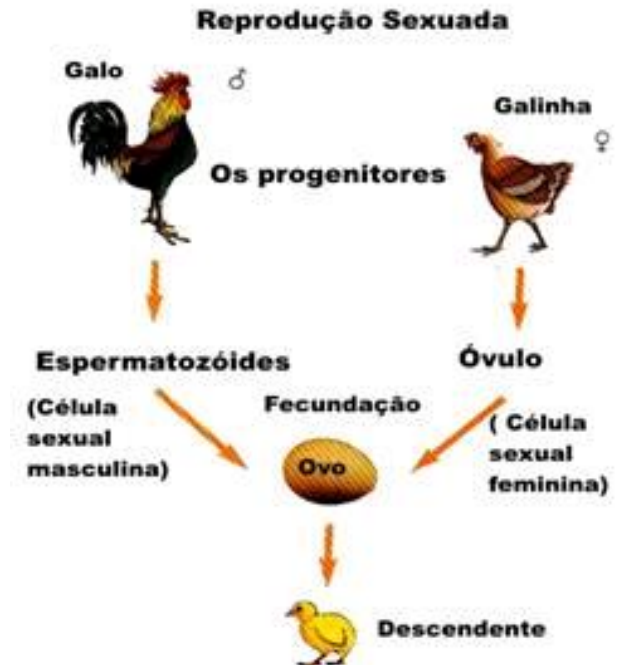 Reprodução Sexuada
Galo
♂
Galinha
♀
Os progenitores
Espermatozóides
(Célula
sexual
masculina)
Óvulo
( Célula
sexual
feminina)
Fecundação
Ovo
Descendente